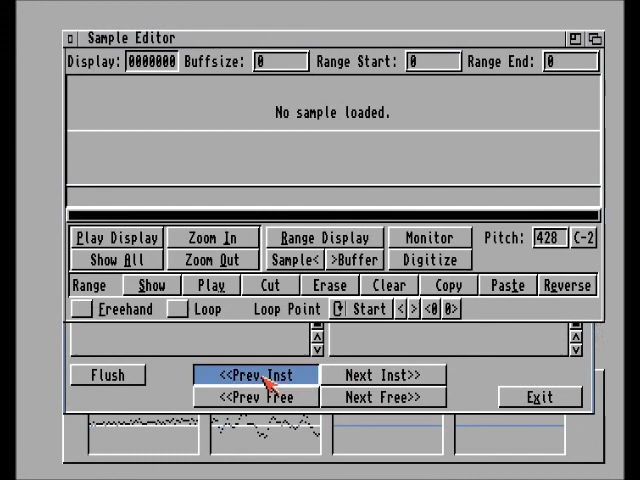 Sample Editor
Display: 0000000 Buffsize: 0 Range Start: 0 Range End: 0
No sample loaded.
Play Display Zoom In Range Display Monitor Pitch: 428 C-2
Show All Zoom Out Sample< >Buffer Digitize
Range Show Play Cut Erase Clear Copy Paste Reverse
Freehand Loop Loop Point Start < > <0 0>
Flush <<Prev Inst Next Inst>>
<<Prev Free Next Free>> Exit